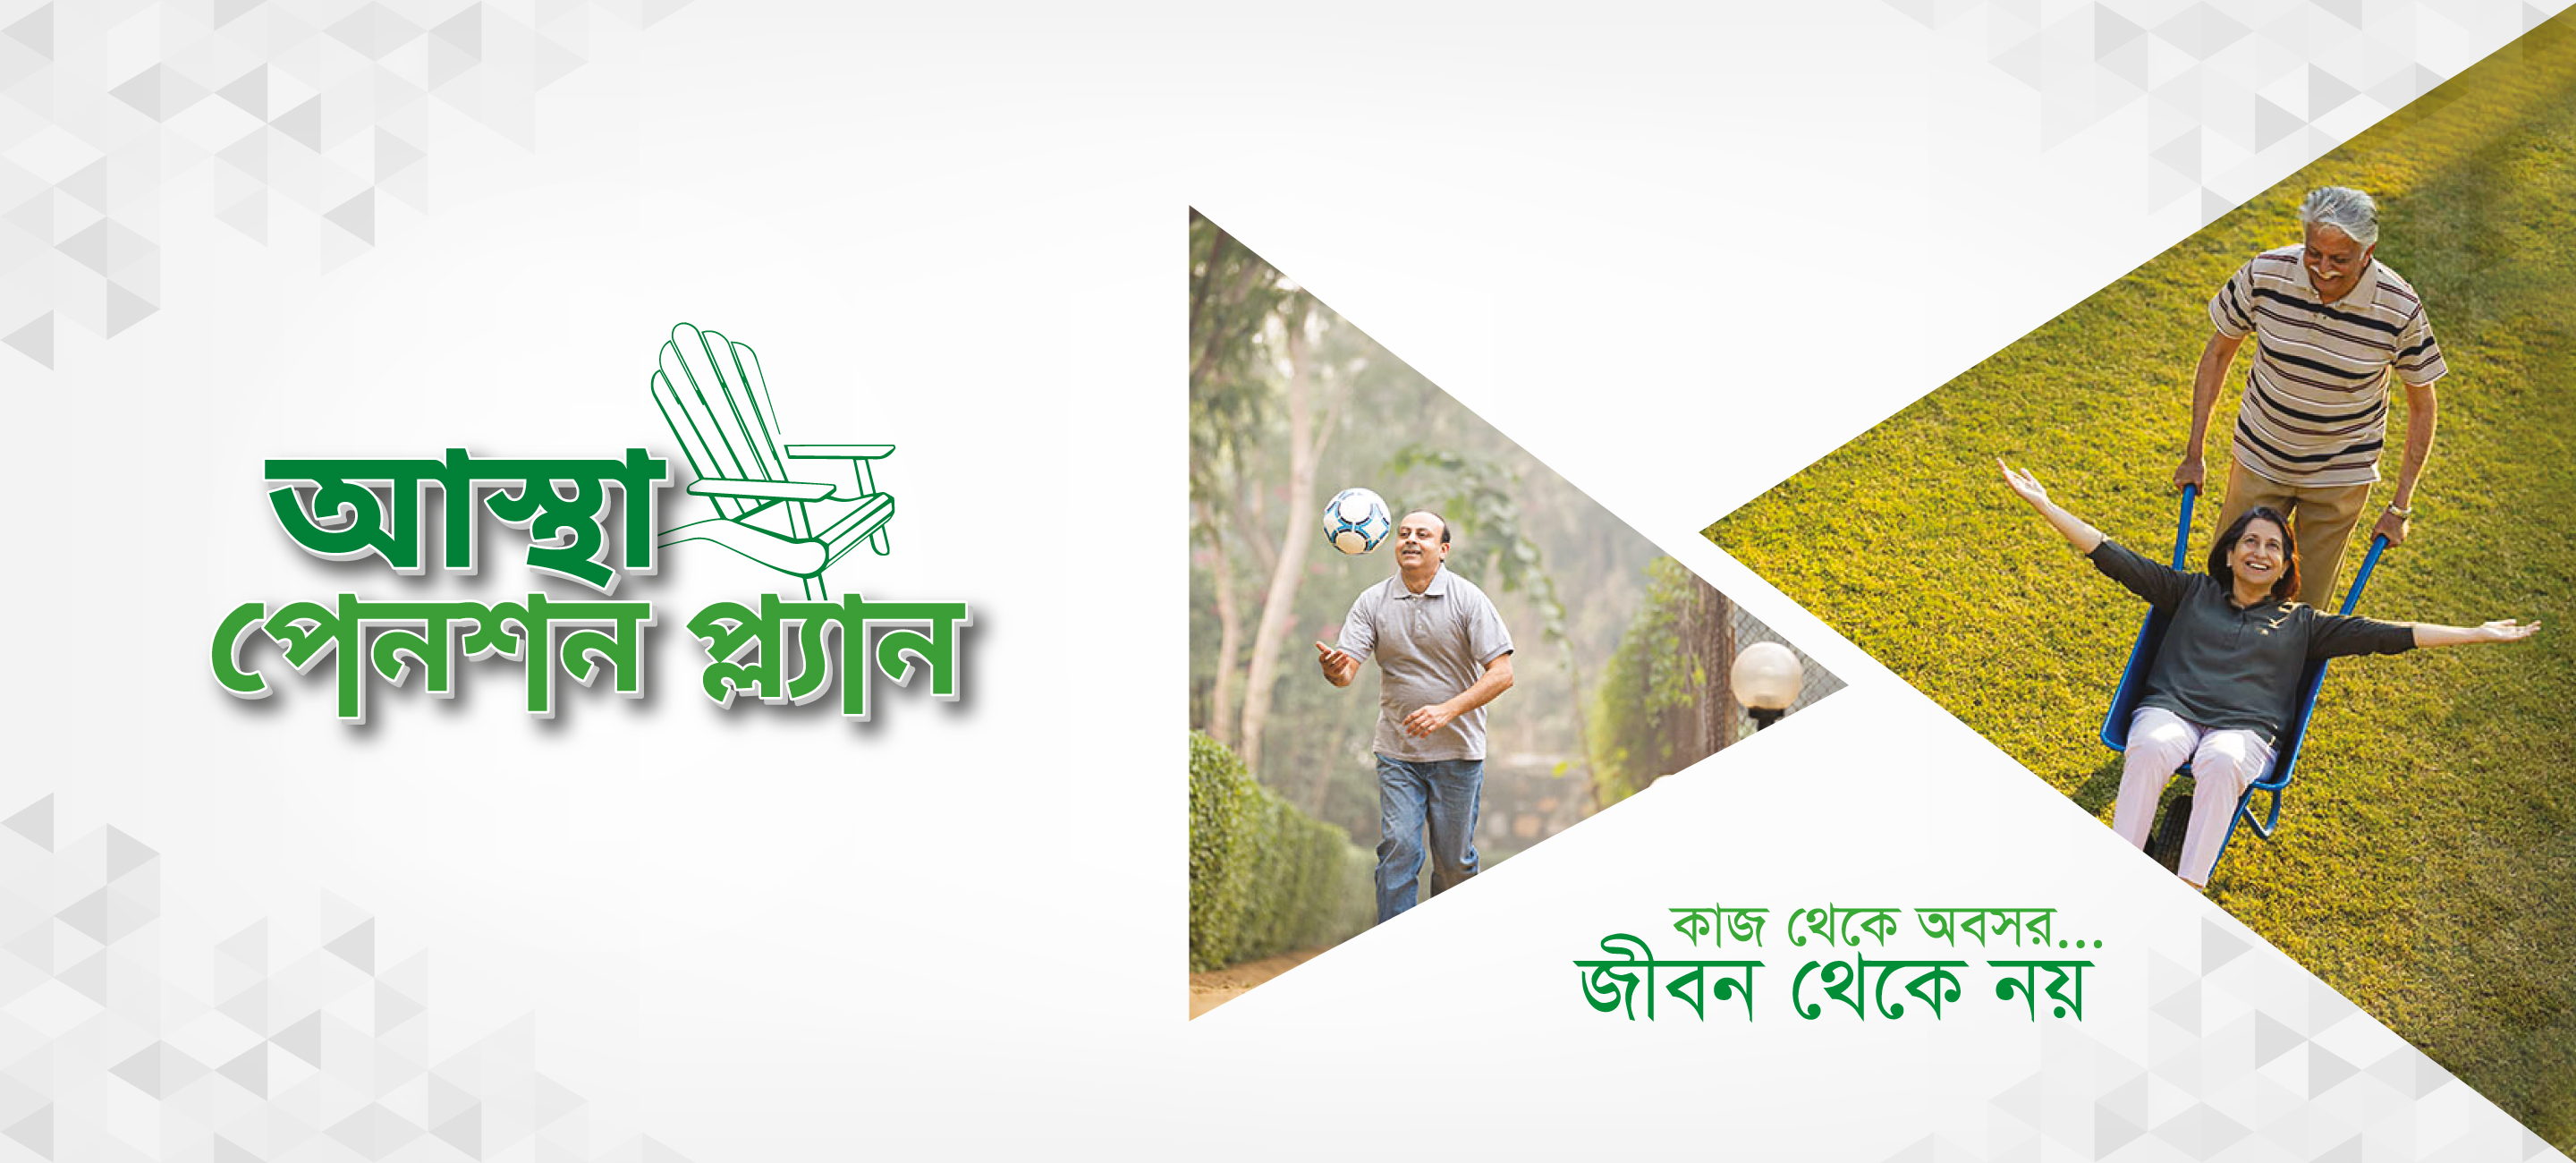 আস্থা
পেনশন প্ল্যান
কাজ থেকে অবসর...
জীবন থেকে নয়